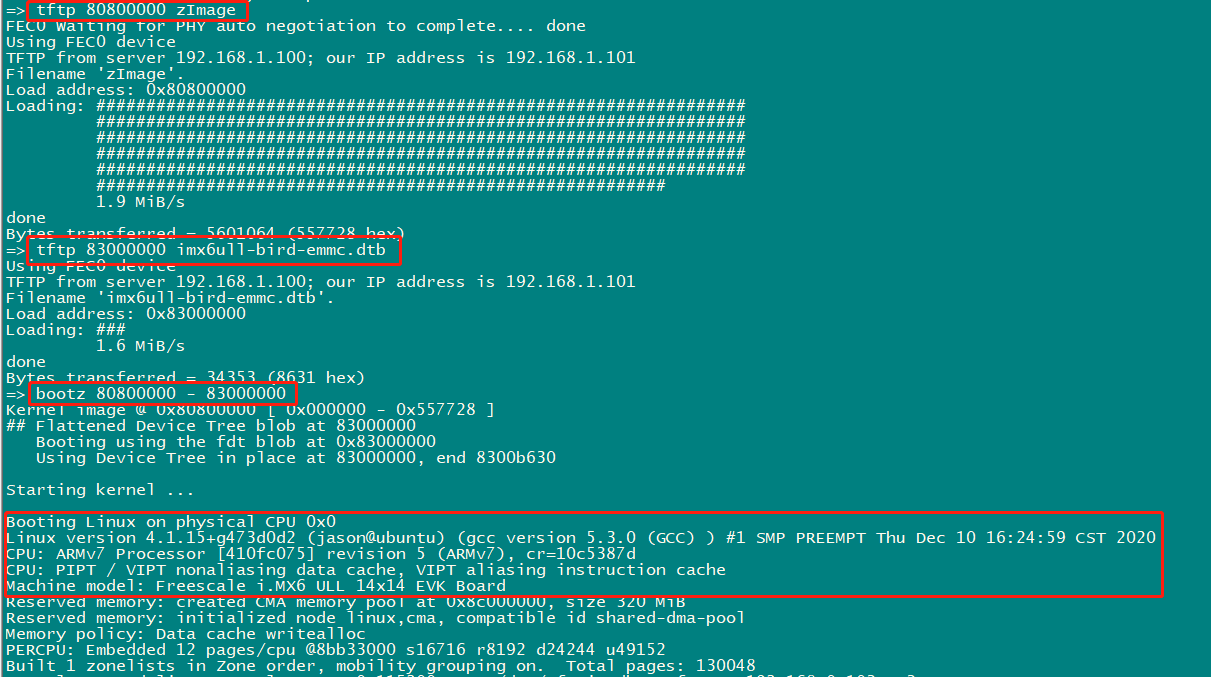 => tftp 80800000 zImage
FEC0 Waiting for PHY auto negotiation to complete.... done
Using FEC0 device
TFTP from server 192.168.1.100; our IP address is 192.168.1.101
Filename 'zImage'.
Load address: 0x80800000
Loading: #################################################################
#################################################################
#################################################################
#################################################################
#################################################################
#########################################################
1.9 MiB/s
done
Bytes transferred = 5601064 (557728 hex)
=> tftp 83000000 imx6ull-bird-emmc.dtb
Using FEC0 device
TFTP from server 192.168.1.100; our IP address is 192.168.1.101
Filename 'imx6ull-bird-emmc.dtb'.
Load address: 0x83000000
Loading: ###
1.6 MiB/s
done
Bytes transferred = 34353 (8631 hex)
=> bootz 80800000 - 83000000
Kernel image @ 0x80800000 [ 0x000000 - 0x557728 ]
## Flattened Device Tree blob at 83000000
Booting using the fdt blob at 0x83000000
Using Device Tree in place at 83000000, end 8300b630
Starting kernel ...
Booting Linux on physical CPU 0x0
Linux version 4.1.15+g473d0d2 (jason@ubuntu) (gcc version 5.3.0 (GCC) ) #1 SMP PREEMPT Thu Dec 10 16:24:59 CST 2020
CPU: ARMv7 Processor [410fc075] revision 5 (ARMv7), cr=10c5387d
CPU: PIPT / VIPT nonaliasing data cache, VIPT aliasing instruction cache
Machine model: Freescale i.MX6 ULL 14x14 EVK Board
Reserved memory: created CMA memory pool at 0x8c000000, size 320 MiB
Reserved memory: initialized node linux,cma, compatible id shared-dma-pool
Memory policy: Data cache writealloc
PERCPU: Embedded 12 pages/cpu @8bb33000 s16716 r8192 d24244 u49152
Built 1 zonelists in Zone order, mobility grouping on.  Total pages: 130048